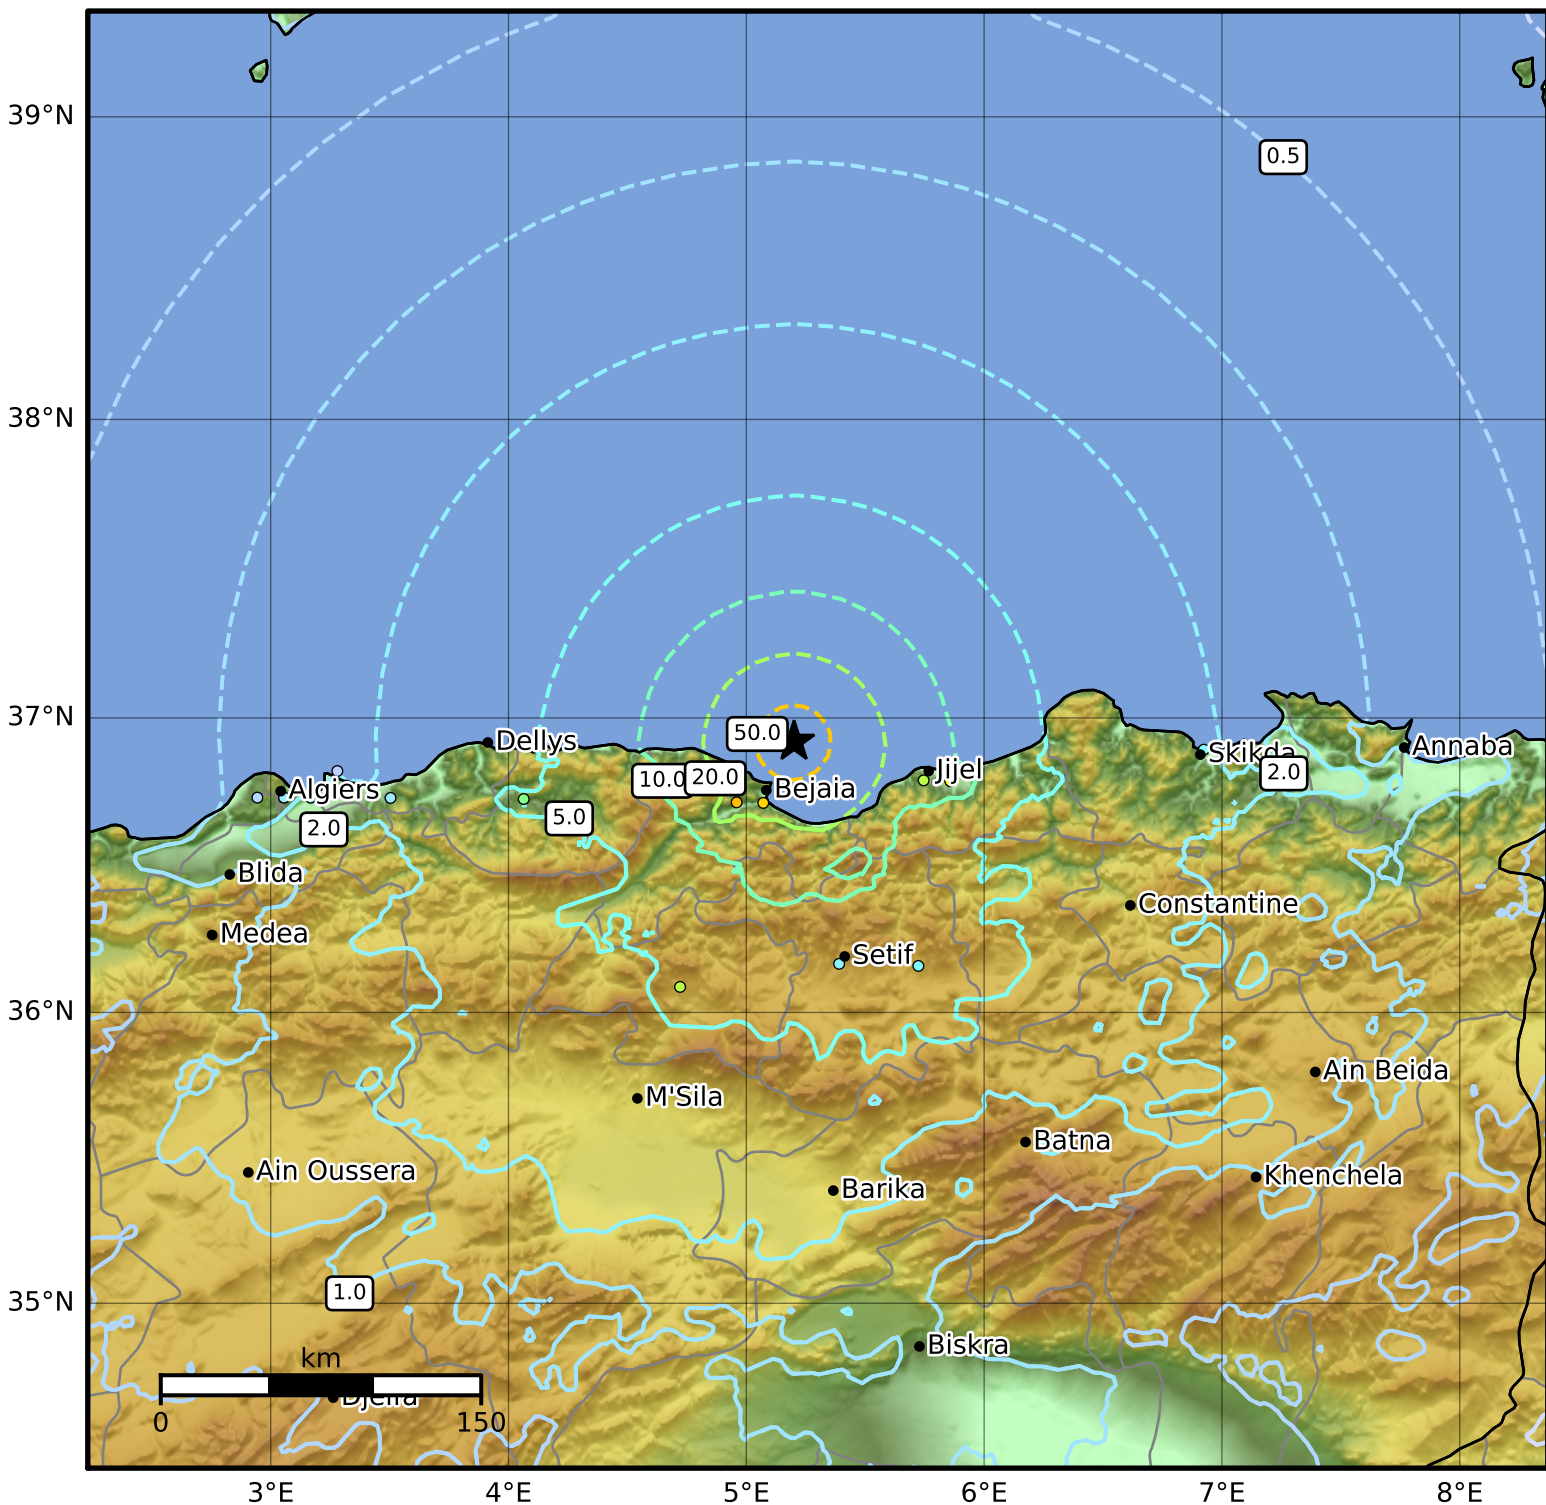 39°N
0.5
38°N
37°N
50.0
Dellys
Skikda
Annaba
10.0
20.0
Jijel
2.0
Algiers
Bejaia
5.0
2.0
Blida
Constantine
Medea
Setif
36°N
Ain Beida
M'Sila
Batna
Ain Oussera
Khenchela
Barika
1.0
35°N
Biskra
km
Djelfa
0
150
3°E
4°E
5°E
6°E
7°E
8°E